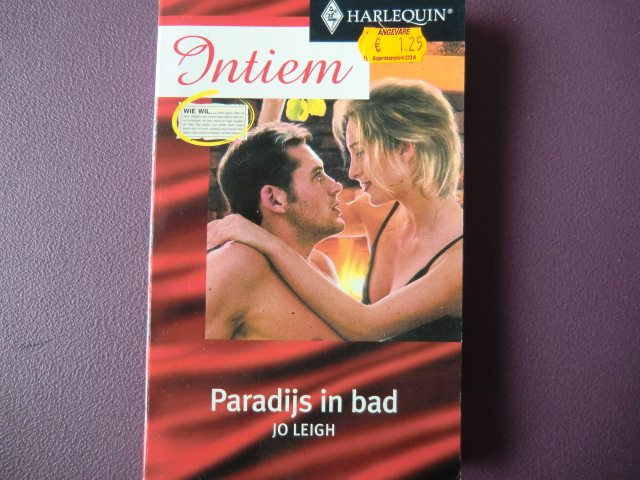 HARLEQUIN®
ANGEVARE
€ 1.25
Intiem
WIE WIL...
Paradijs in bad
JO LEIGH